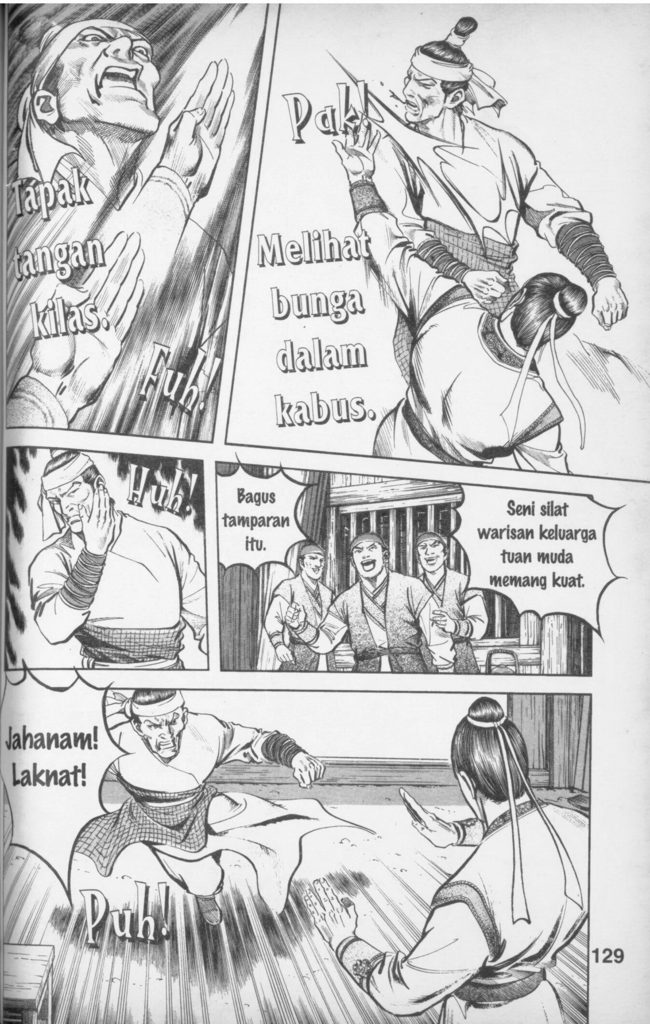 Tapak
tangan
kilas.
Fuh!
Pak!
Melihat
bunga
dalam
kabus.
Huh!
Bagus
tamparan
itu.
Seni silat
warisan keluarga
tuan muda
memang kuat.
Jahanam!
Laknat!
Puh!
129